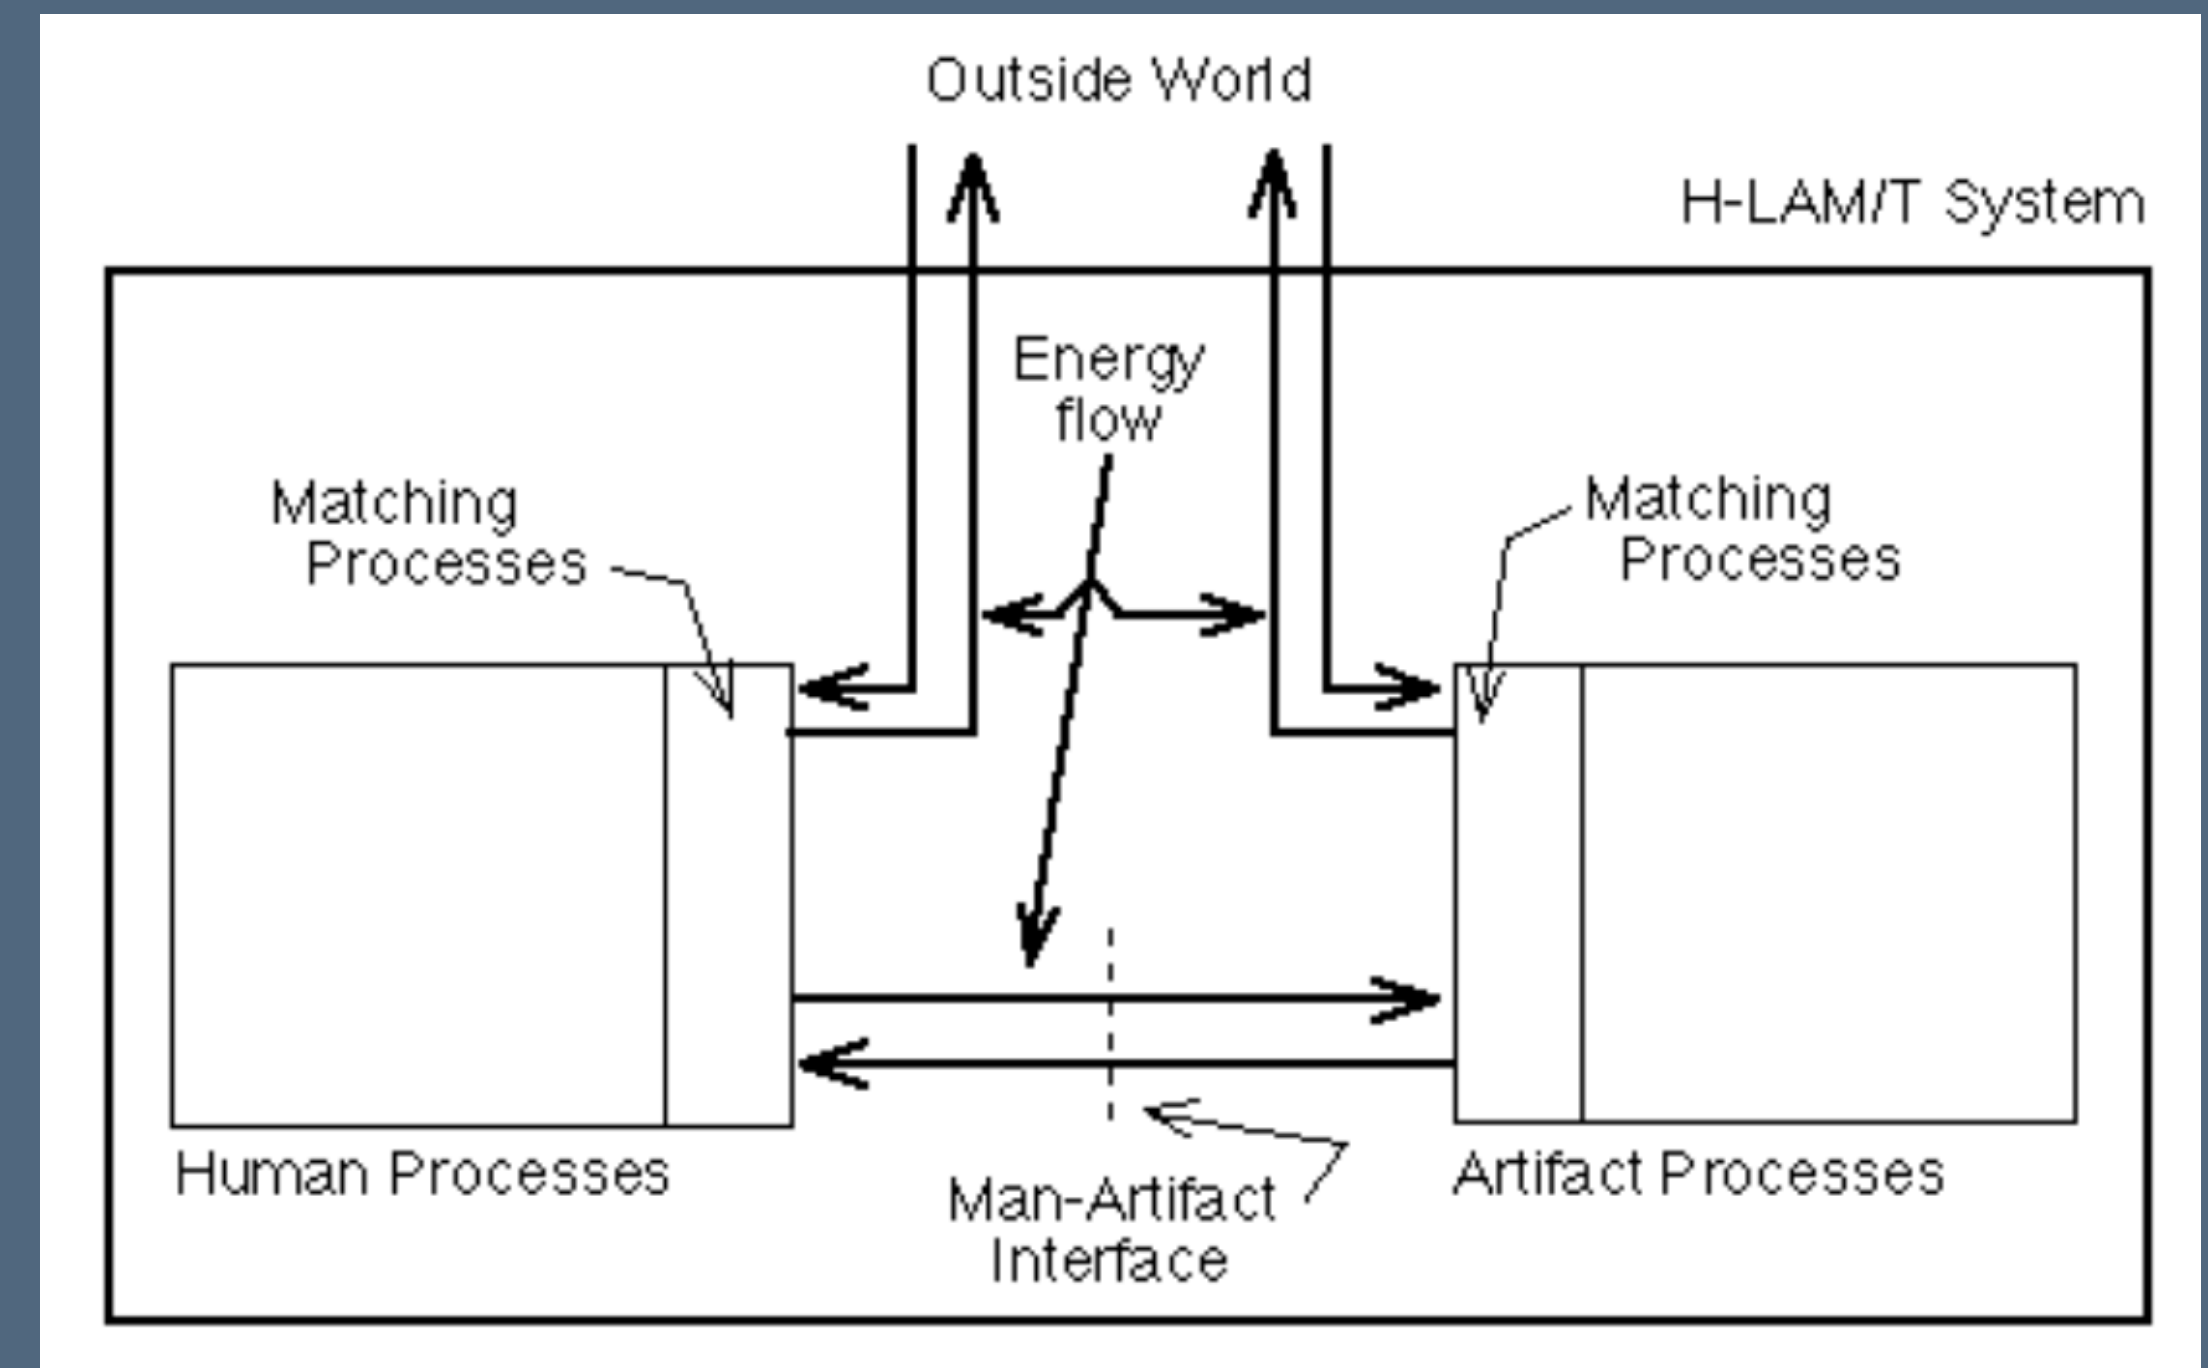 Outside World
H-LAM/T System
Energy
flow
Matching
Processes
Matching
Processes
Human Processes
Man-Artifact
Interface
Artifact Processes